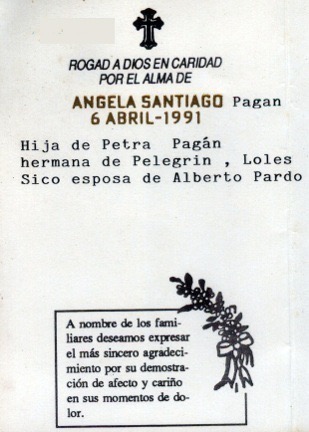 ROGAD A DIOS EN CARIDAD
POR EL ALMA DE
ANGELA SANTIAGO Pagan
6 ABRIL-1991
Hija de Petra Pagán
hermana de Pelegrin , Loles
Sico esposa de Alberto Pardo
A nombre de los fami-
liares deseamos expresar
el más sincero agradeci-
miento por su demostra-
ción de afecto y cariño
en sus momentos de do-
lor.